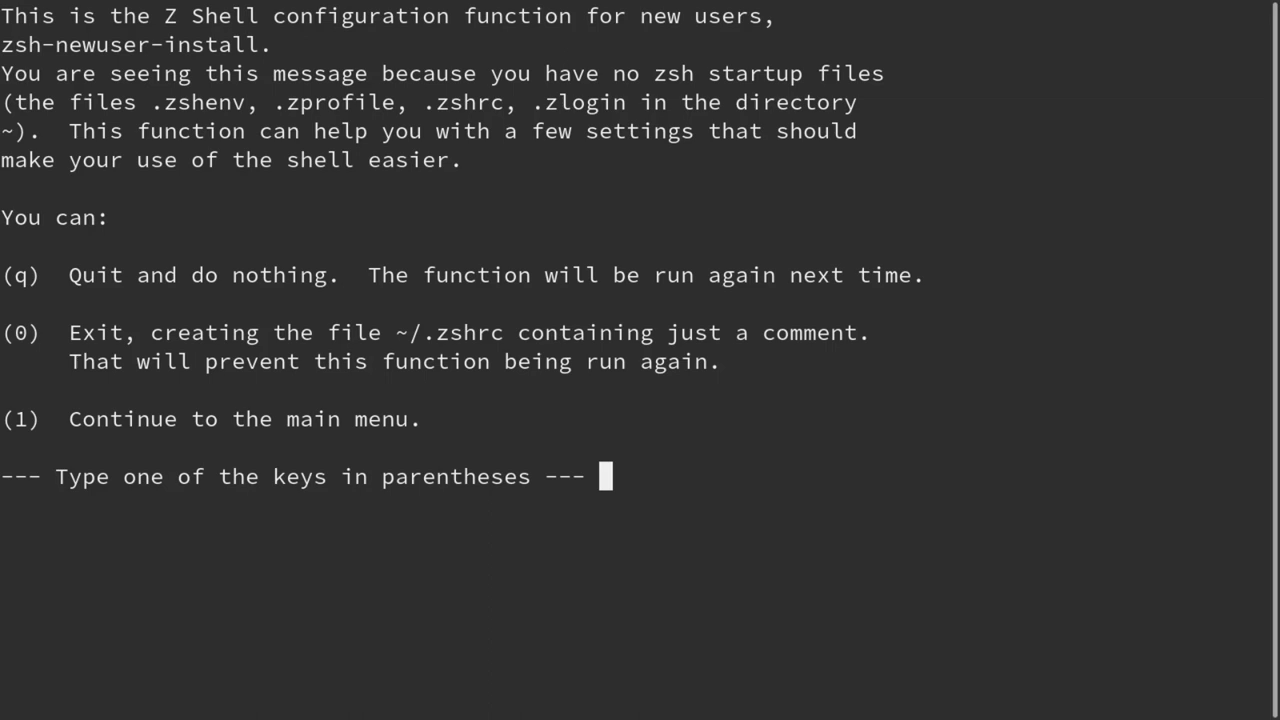 This is the Z Shell configuration function for new users,
zsh-newuser-install.
You are seeing this message because you have no zsh startup files
(the files .zshenv, .zprofile, .zshrc, .zlogin in the directory
~).  This function can help you with a few settings that should
make your use of the shell easier.

You can:

(q)  Quit and do nothing.  The function will be run again next time.

(0)  Exit, creating the file ~/.zshrc containing just a comment.
     That will prevent this function being run again.

(1)  Continue to the main menu.

--- Type one of the keys in parentheses ---